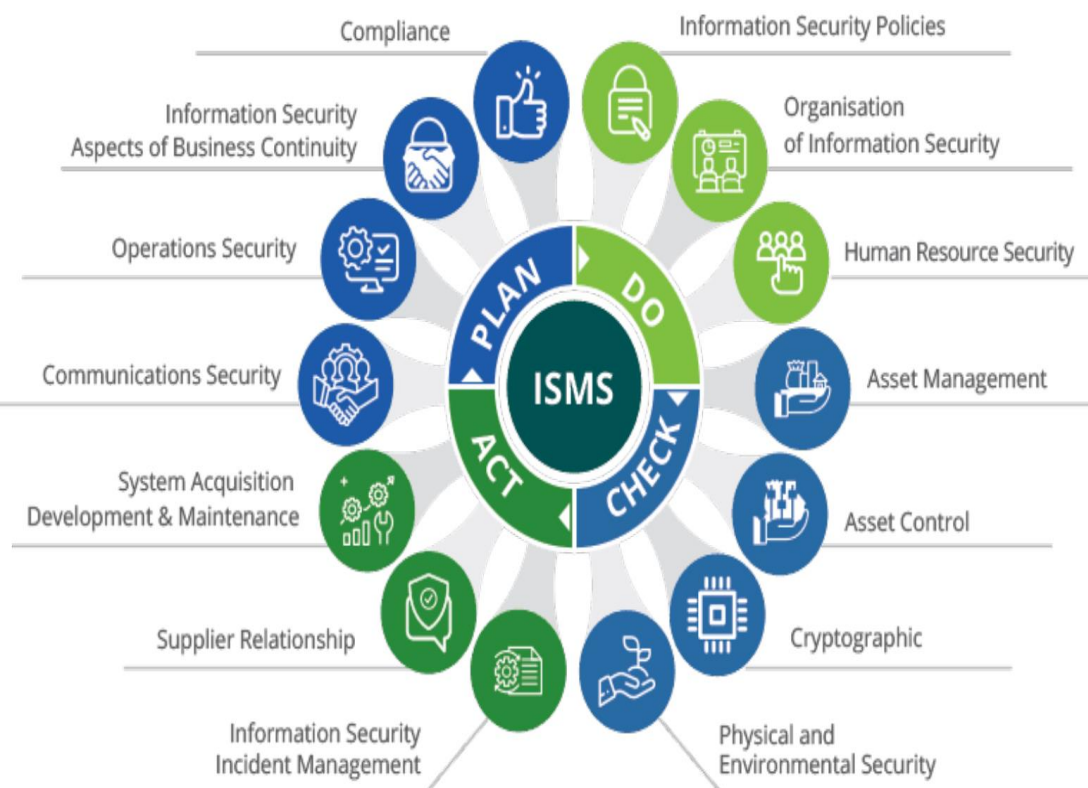 Compliance
Information Security Policies
Information Security
Aspects of Business Continuity
Organisation
of Information Security
Operations Security
Human Resource Security
PLAN
DO
ISMS
Communications Security
Asset Management
ACT
CHECK
System Acquisition
Development & Maintenance
Asset Control
Supplier Relationship
Cryptographic
Information Security
Incident Management
Physical and
Environmental Security